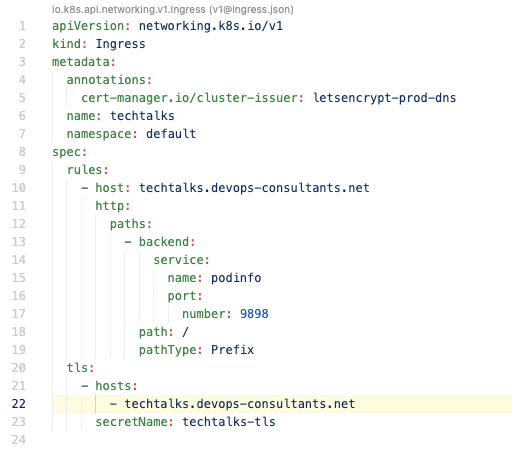 io.k8s.api.networking.v1.Ingress (v1@ingress.json)
1 apiVersion: networking.k8s.io/v1
2 kind: Ingress
3 metadata:
4   annotations:
5     cert-manager.io/cluster-issuer: letsencrypt-prod-dns
6   name: techtalks
7   namespace: default
8 spec:
9   rules:
10     - host: techtalks.devops-consultants.net
11       http:
12         paths:
13           - backend:
14               service:
15                 name: podinfo
16                 port:
17                   number: 9898
18             path: /
19             pathType: Prefix
20   tls:
21     - hosts:
22         - techtalks.devops-consultants.net
23       secretName: techtalks-tls
24